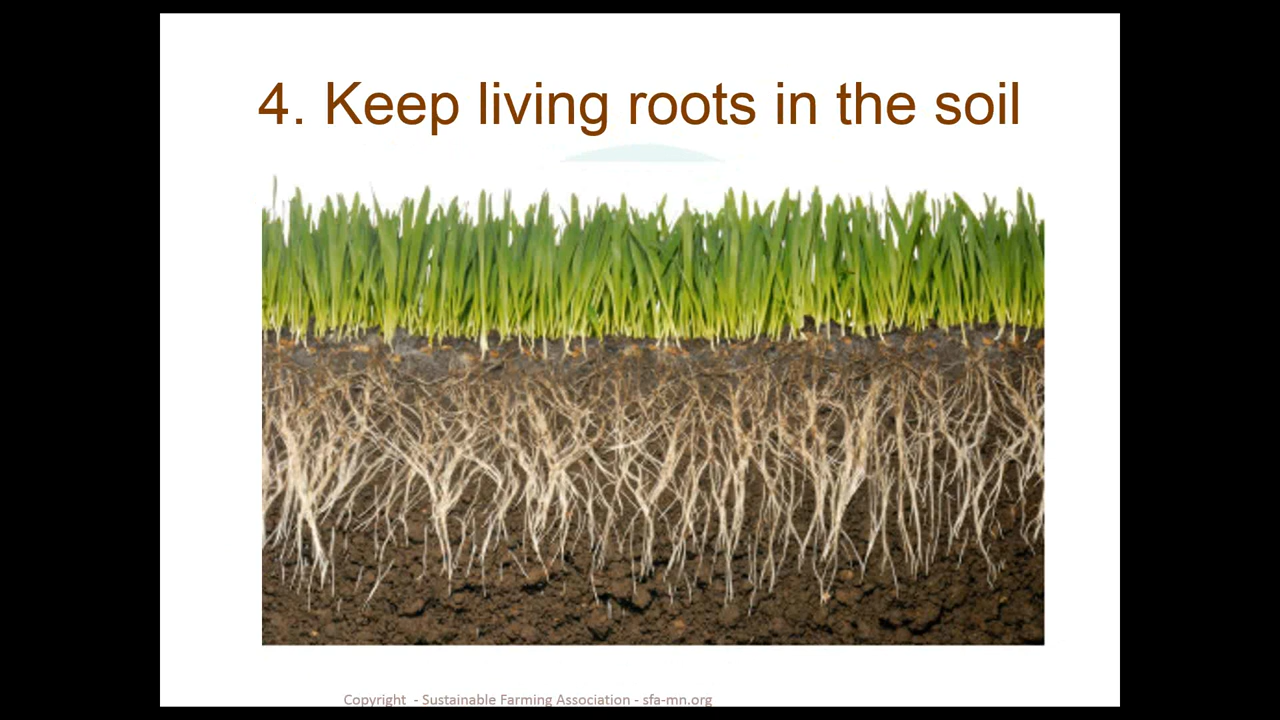 4. Keep living roots in the soil
Copyright - Sustainable Farming Association - sfa-mn.org